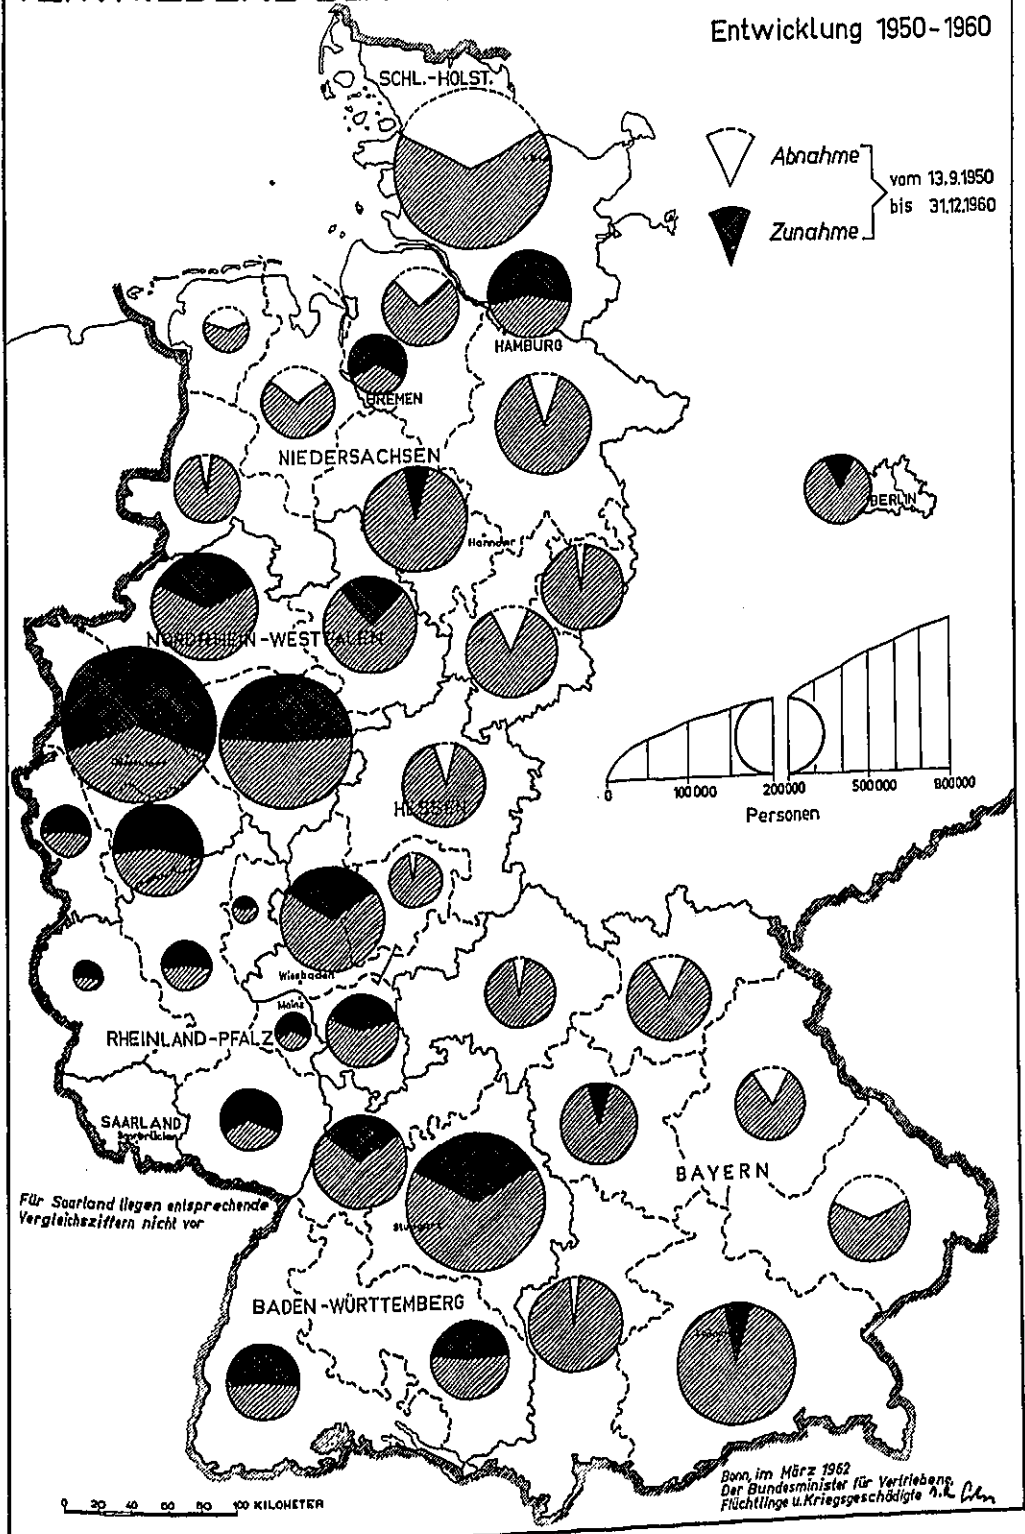 Entwicklung 1950-1960
SCHL.-HOLST.
Abnahme
Zunahme
vom 13.9.1950
bis 31.12.1960
HAMBURG
BREMEN
NIEDERSACHSEN
BERLIN
Hannover
NORDRHEIN-WESTFALEN
HESSEN
0 100000 200000 500000 800000
Personen
Wiesbaden
Mainz
RHEINLAND-PFALZ
SAARLAND
Saarbrücken
BAYERN
Für Saarland liegen entsprechende
Vergleichsziffern nicht vor
Stuttgart
BADEN-WÜRTTEMBERG
Bonn, im März 1962
Der Bundesminister für Vertriebene,
Flüchtlinge u. Kriegsgeschädigte
0 20 40 60 80 100 KILOMETER